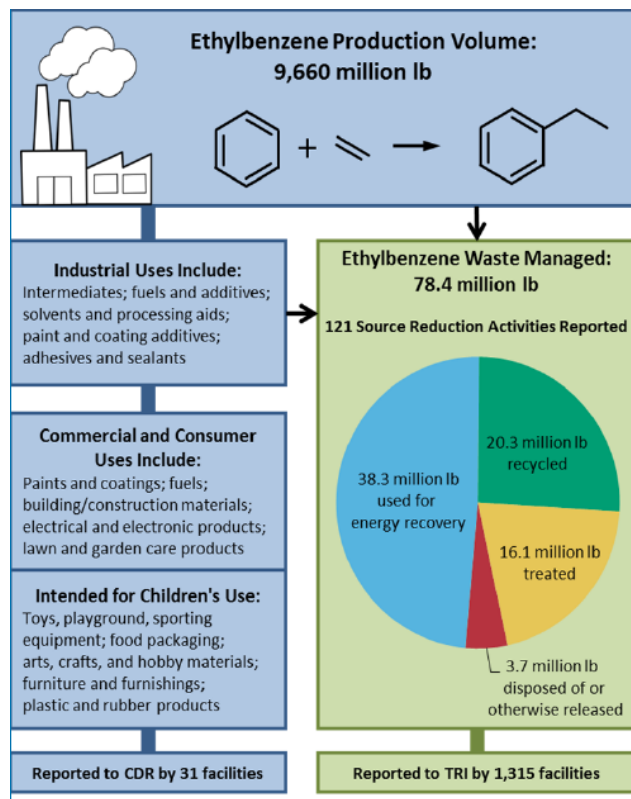 Ethylbenzene Production Volume:
9,660 million lb
+
Industrial Uses Include:
Intermediates; fuels and additives;
solvents and processing aids;
paint and coating additives;
adhesives and sealants
Commercial and Consumer
Uses Include:
Paints and coatings; fuels;
building/construction materials;
electrical and electronic products;
lawn and garden care products
Intended for Children's Use:
Toys, playground, sporting
equipment; food packaging;
arts, crafts, and hobby materials;
furniture and furnishings;
plastic and rubber products
Reported to CDR by 31 facilities
Ethylbenzene Waste Managed:
78.4 million lb
121 Source Reduction Activities Reported
20.3 million lb
recycled
38.3 million lb
used for
energy recovery
16.1 million lb
treated
3.7 million lb
disposed of or
otherwise released
Reported to TRI by 1,315 facilities